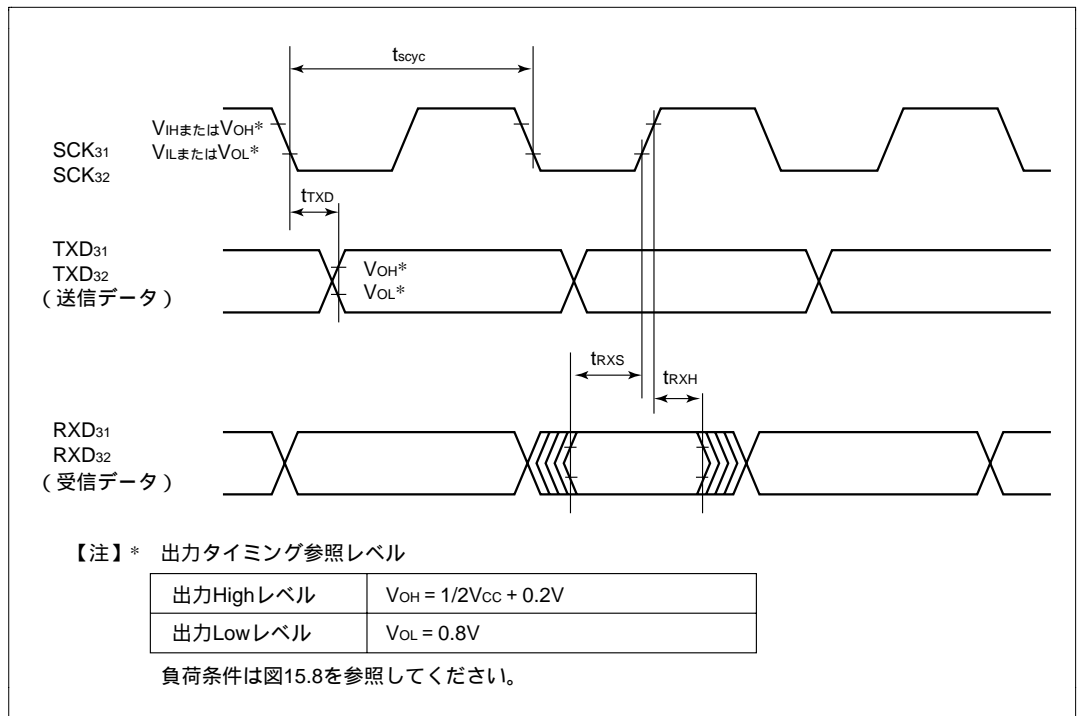 tscyc
VIHまたはVOH*
VILまたはVOL*
SCK31
SCK32
tTXD
TXD31
TXD32
（送信データ）
VOH*
VOL*
tRXS
tRXH
RXD31
RXD32
（受信データ）
【注】* 出力タイミング参照レベル
出力Highレベル VOH = 1/2VCC + 0.2V
出力Lowレベル VOL = 0.8V
負荷条件は図15.8を参照してください。